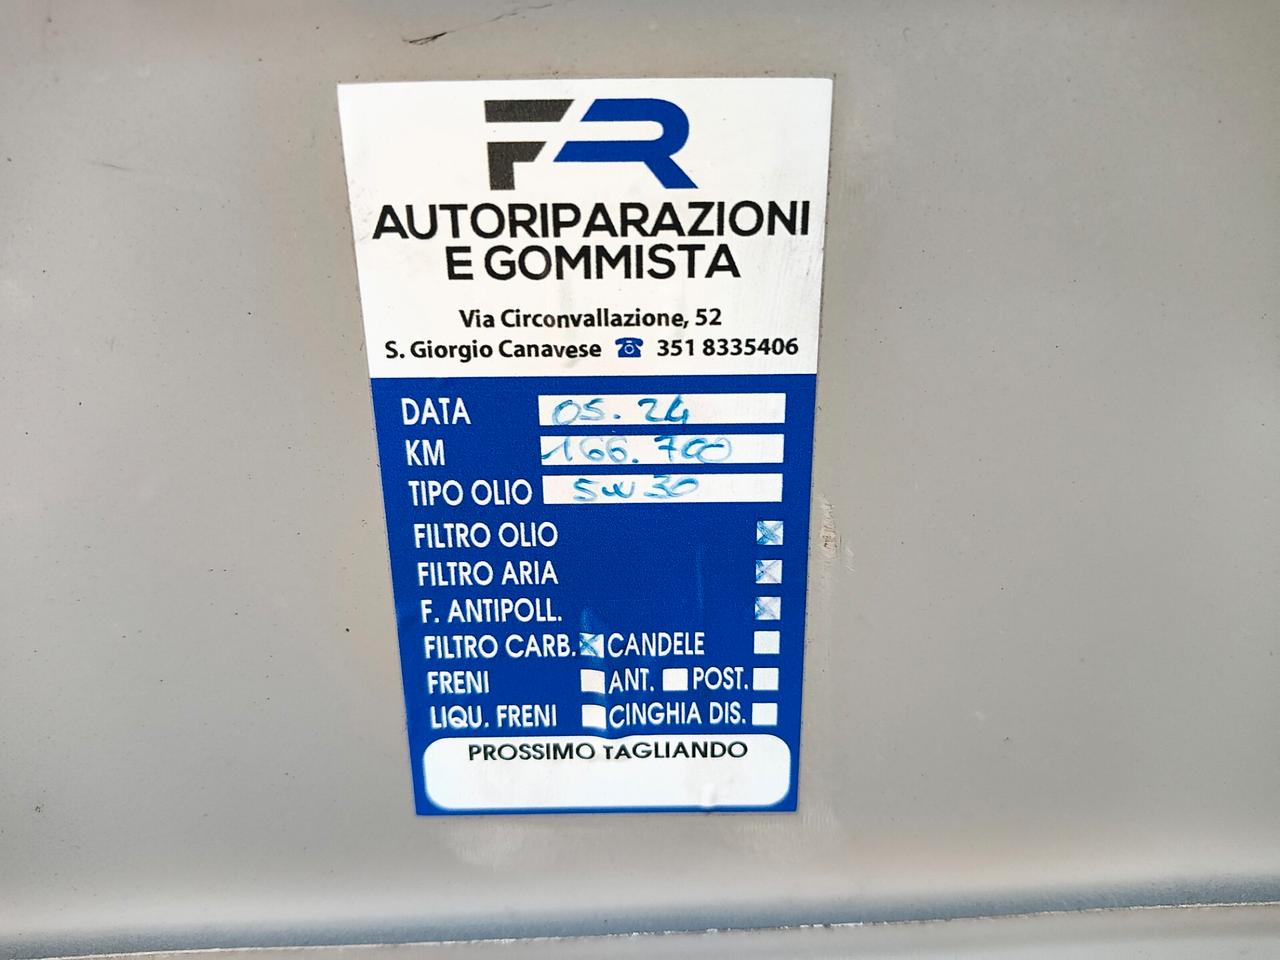 FR
AUTORIPARAZIONI
E GOMMISTA
Via Circonvallazione, 52
S. Giorgio Canavese ☎ 351 8335406
DATA 05. 24
KM 166. 700
TIPO OLIO 5W30
FILTRO OLIO
FILTRO ARIA
F. ANTIPOLL.
FILTRO CARB. CANDELE
FRENI ANT. POST.
LIQU. FRENI CINGHIA DIS.
PROSSIMO TAGLIANDO